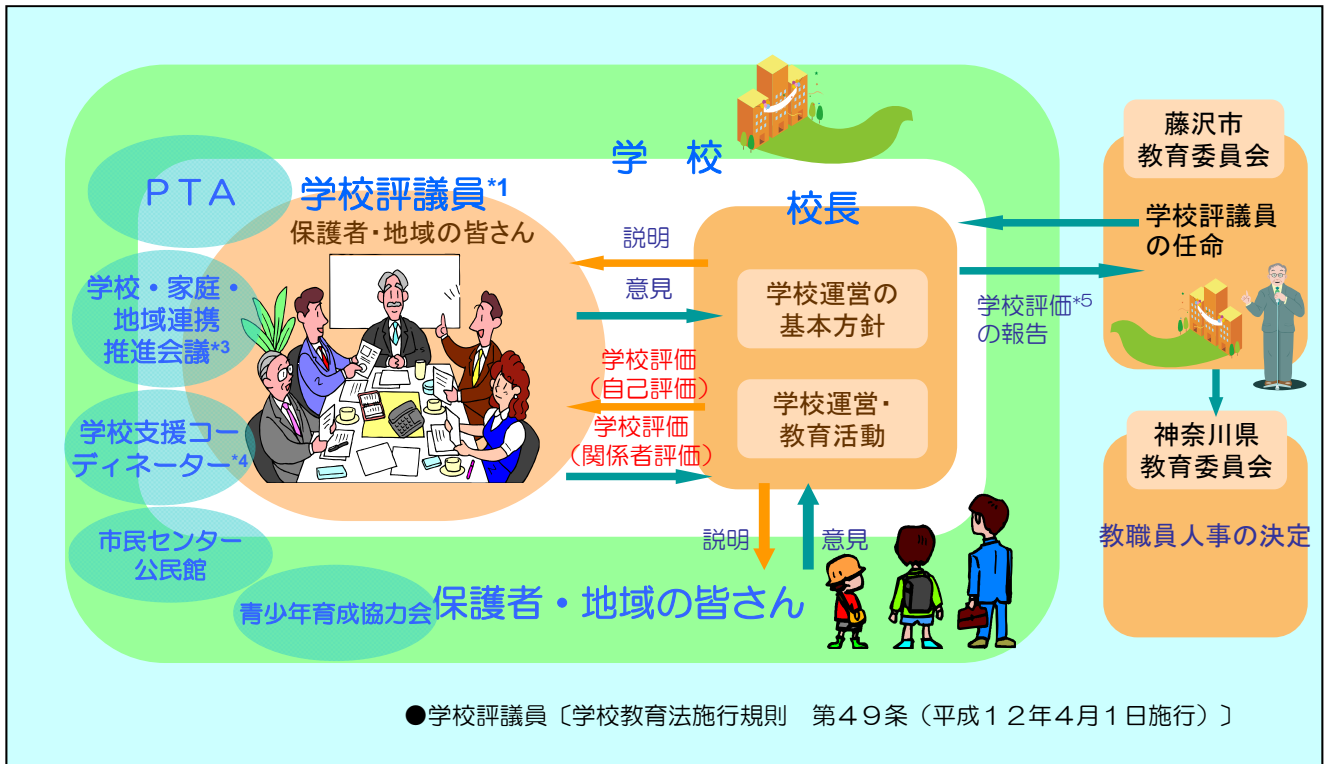 学　校
PTA
学校評議員*1
保護者・地域の皆さん
学校・家庭・
地域連携
推進会議*3
学校支援コー
ディネーター*4
市民センター
公民館
青少年育成協力会
説明
意見
学校評価
（自己評価）
学校評価
（関係者評価）
校長
学校運営の
基本方針
学校運営・
教育活動
説明
意見
保護者・地域の皆さん
藤沢市
教育委員会
学校評議員
の任命
学校評価*5
の報告
神奈川県
教育委員会
教職員人事の決定
●学校評議員〔学校教育法施行規則　第４９条（平成１２年４月１日施行）〕